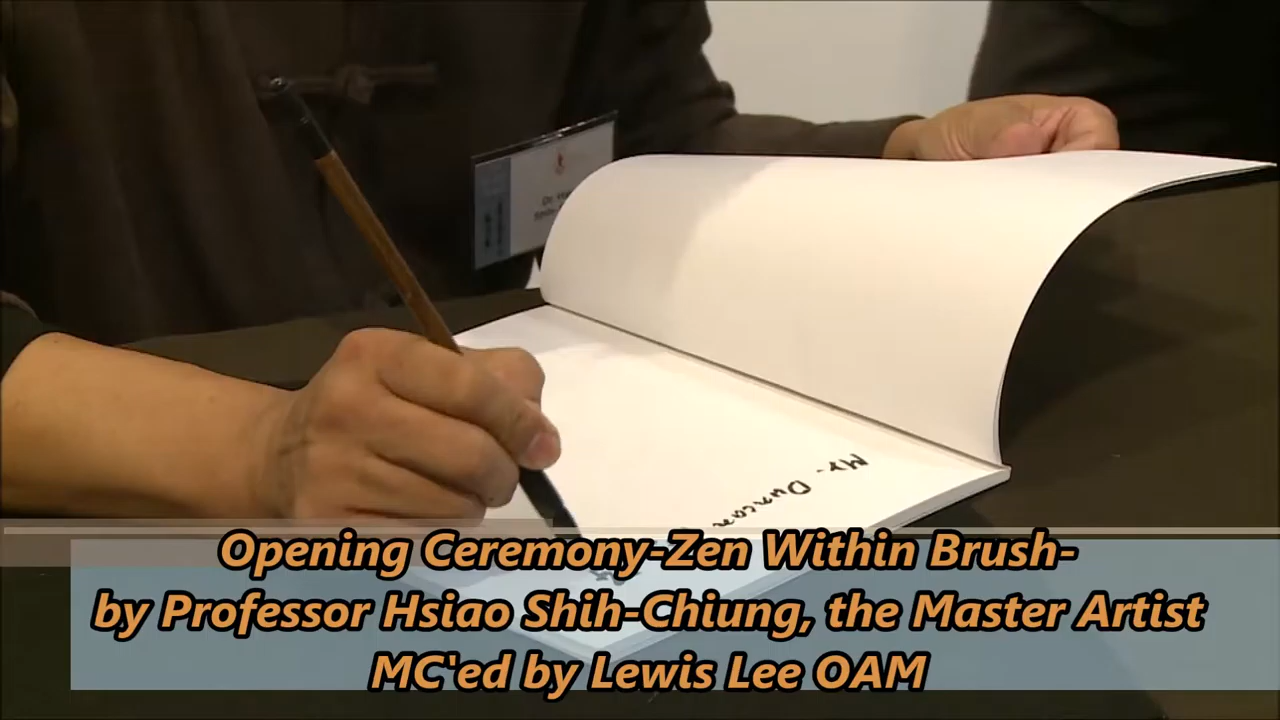 Mr. Duncan
Opening Ceremony-Zen Within Brush-
by Professor Hsiao Shih-Chiung, the Master Artist
MC'ed by Lewis Lee OAM